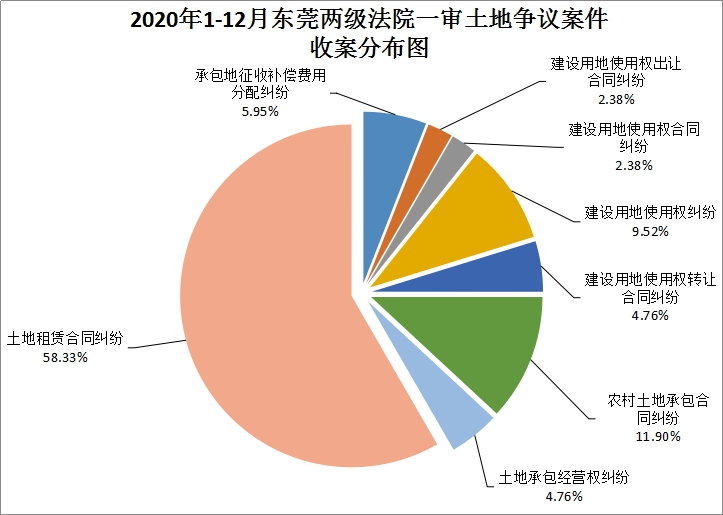 2020年1-12月东莞两级法院一审土地争议案件
收案分布图
承包地征收补偿费用
分配纠纷
5.95%
建设用地使用权出让
合同纠纷
2.38%
建设用地使用权合同
纠纷
2.38%
建设用地使用权纠纷
9.52%
建设用地使用权转让
合同纠纷
4.76%
农村土地承包合
同纠纷
11.90%
土地承包经营权纠纷
4.76%
土地租赁合同纠纷
58.33%